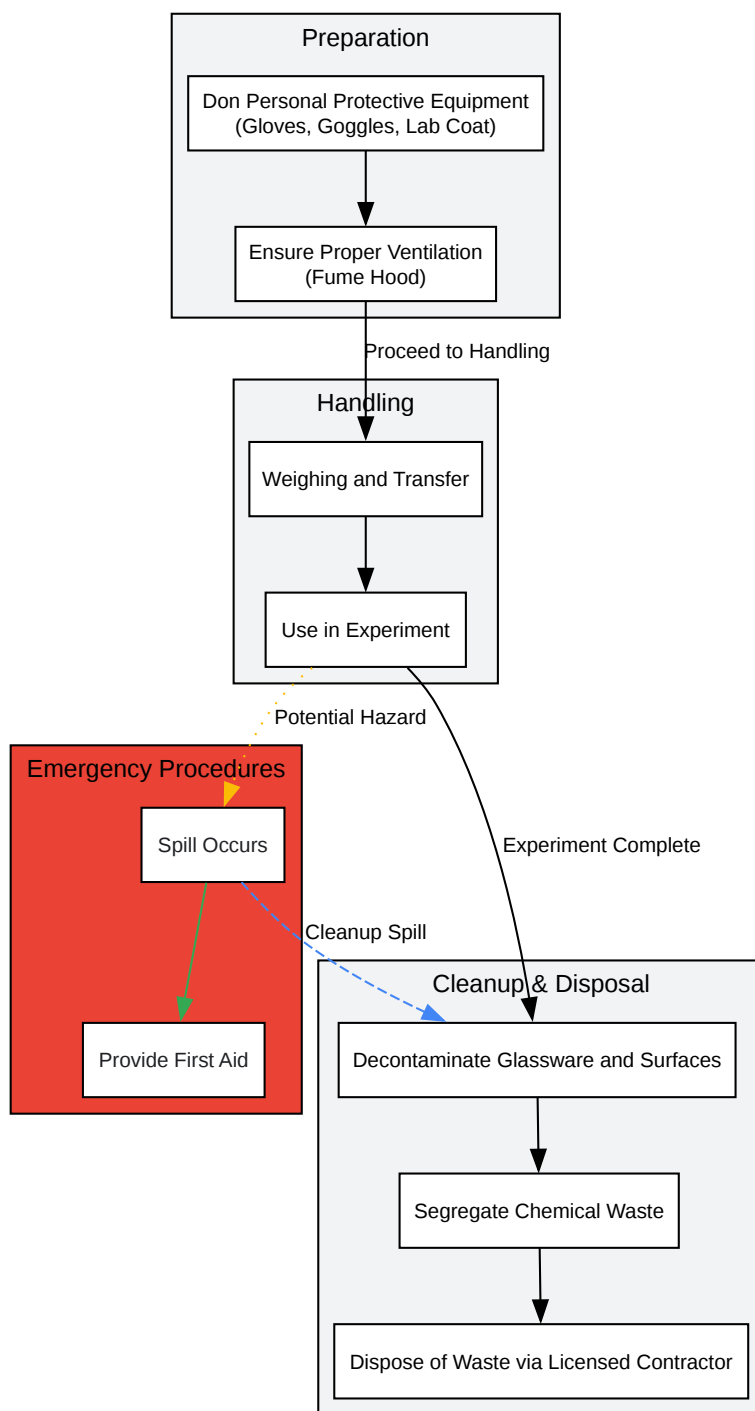 Preparation
Don Personal Protective Equipment
(Gloves, Goggles, Lab Coat)
Ensure Proper Ventilation
(Fume Hood)
Proceed to Handling
Handling
Weighing and Transfer
Use in Experiment
Potential Hazard
Emergency Procedures
Spill Occurs
Experiment Complete
Cleanup Spill
Provide First Aid
Cleanup & Disposal
Decontaminate Glassware and Surfaces
Segregate Chemical Waste
Dispose of Waste via Licensed Contractor